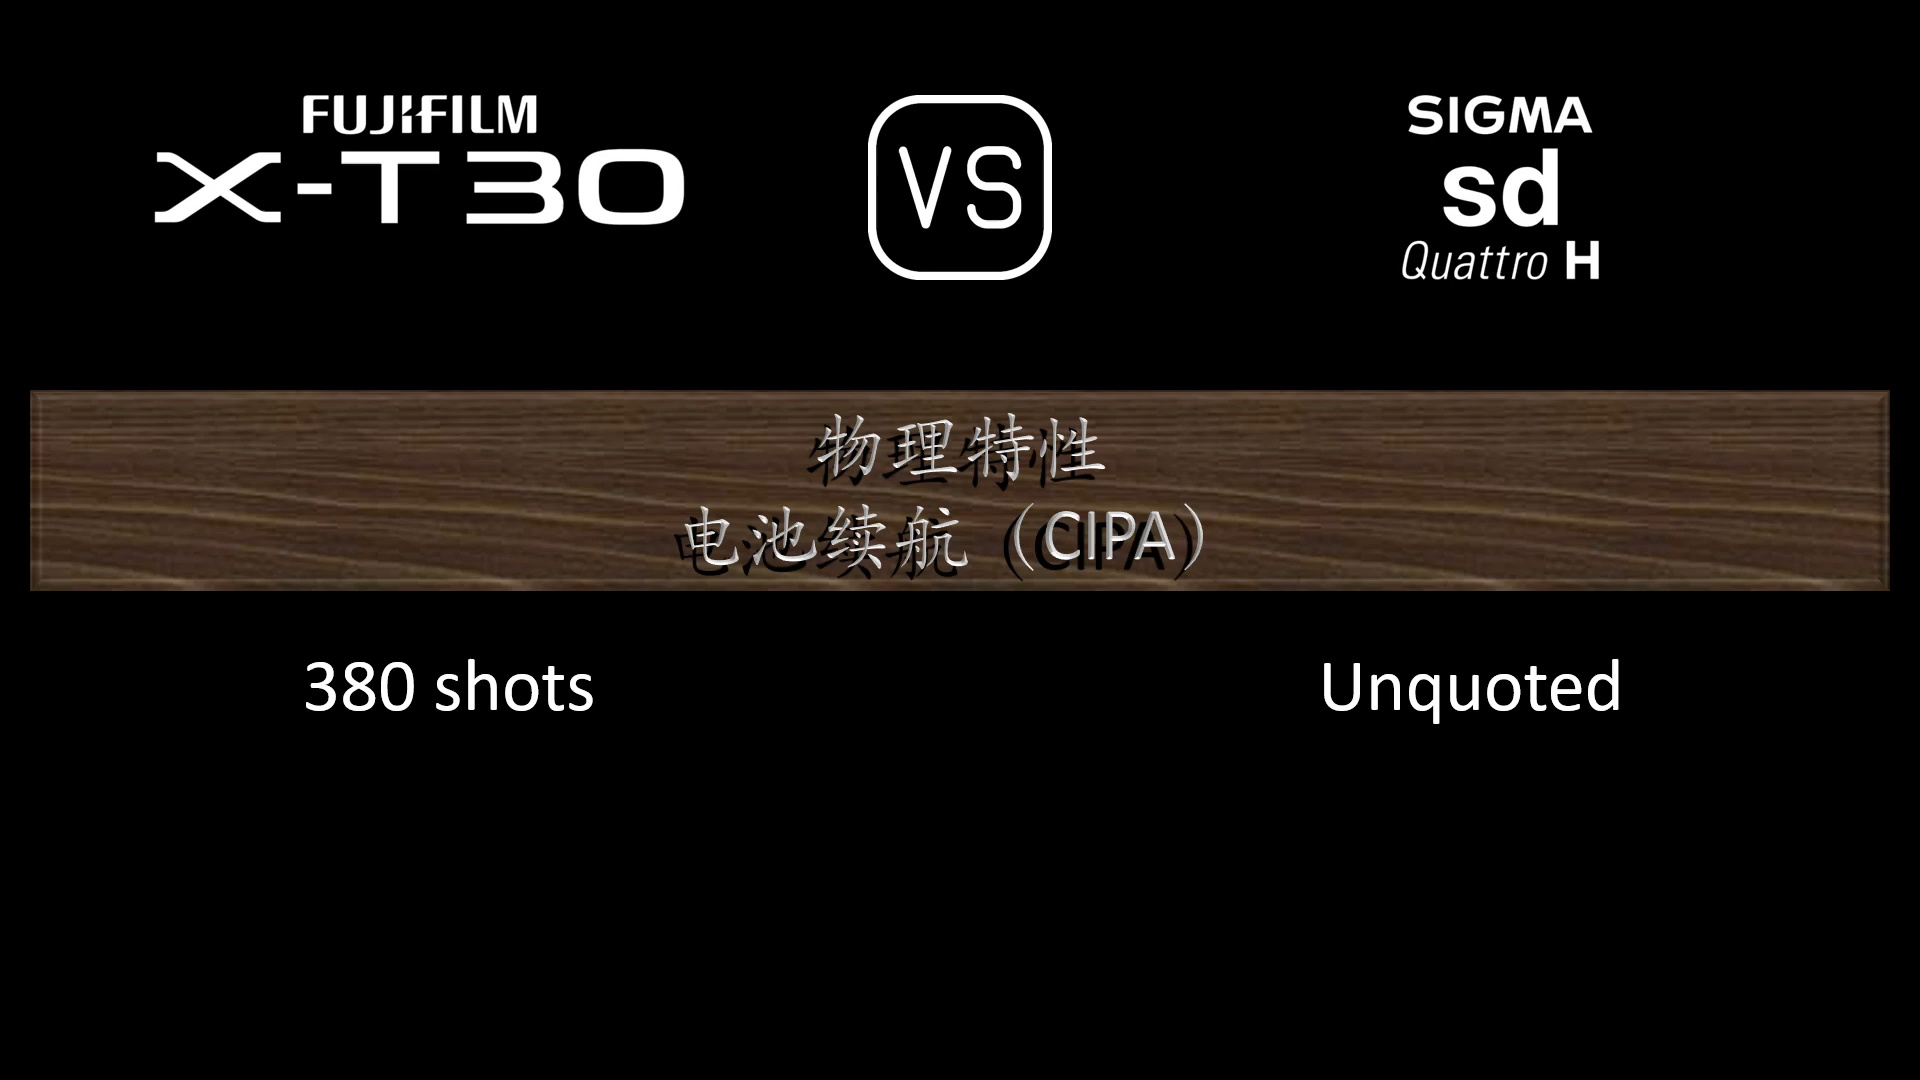 FUJIFILM
X-T30
VS
SIGMA
sd
Quattro H
物理特性
电池续航（CIPA）
380 shots
Unquoted